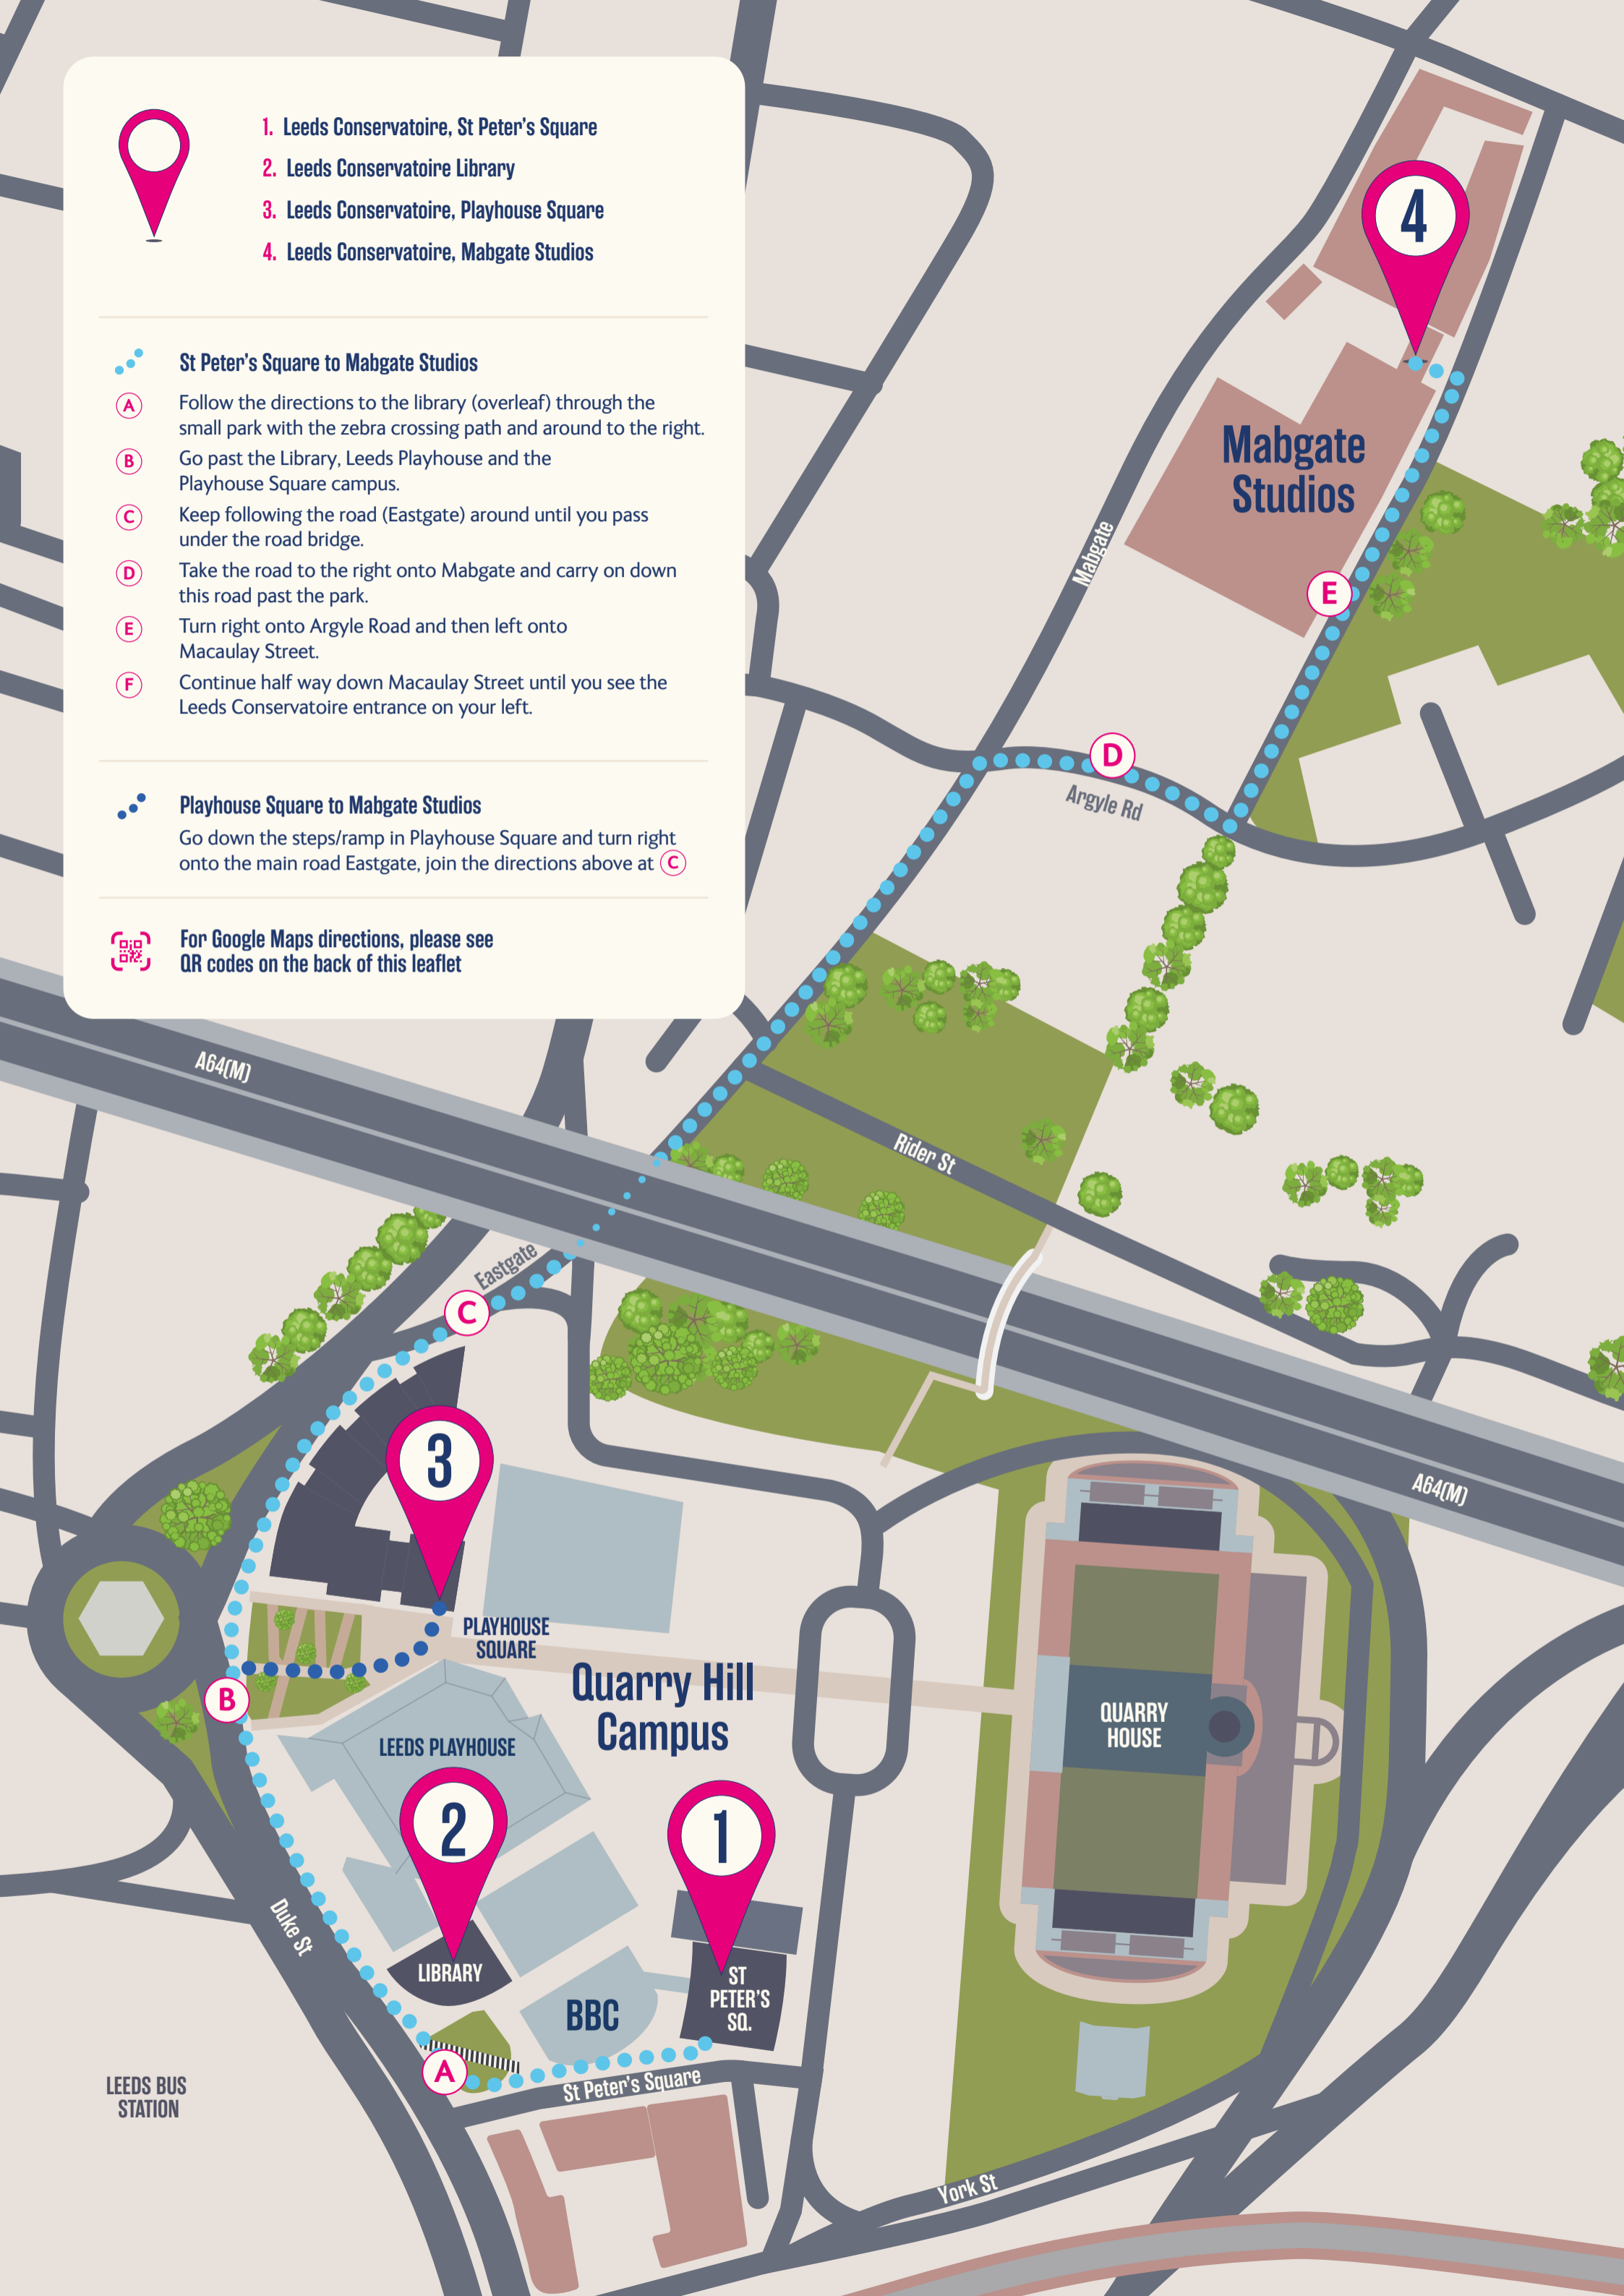 1. Leeds Conservatoire, St Peter's Square
2. Leeds Conservatoire Library
3. Leeds Conservatoire, Playhouse Square
4. Leeds Conservatoire, Mabgate Studios
St Peter's Square to Mabgate Studios
A Follow the directions to the library (overleaf) through the
small park with the zebra crossing path and around to the right.
B Go past the Library, Leeds Playhouse and the
Playhouse Square campus.
C Keep following the road (Eastgate) around until you pass
under the road bridge.
D Take the road to the right onto Mabgate and carry on down
this road past the park.
E Turn right onto Argyle Road and then left onto
Macaulay Street.
F Continue half way down Macaulay Street until you see the
Leeds Conservatoire entrance on your left.
Playhouse Square to Mabgate Studios
Go down the steps/ramp in Playhouse Square and turn right
onto the main road Eastgate, join the directions above at C
For Google Maps directions, please see
QR codes on the back of this leaflet
4
Mabgate
Studios
Mabgate
E
D
Argyle Rd
A64(M)
Rider St
Eastgate
C
3
A64(M)
PLAYHOUSE
SQUARE
Quarry Hill
Campus
B
QUARRY
HOUSE
LEEDS PLAYHOUSE
2
1
Duke St
LIBRARY
ST
PETER'S
SQ.
BBC
A
St Peter's Square
LEEDS BUS
STATION
York St